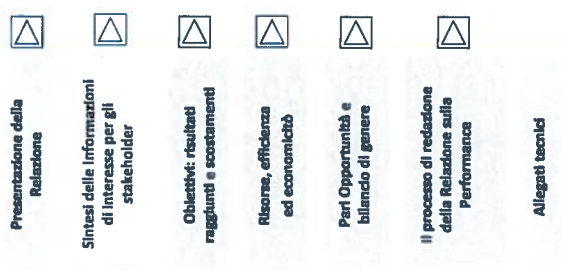 Presentazione della
Relazione
Sintesi delle Informazioni
di interesse per gli
stakeholder
Obiettivi: risultati
raggiunti e scostamenti
Risorse, efficienza
ed economicità
Pari Opportunità e
bilancio di genere
Il processo di redazione
della Relazione sulla
Performance
Allegati tecnici